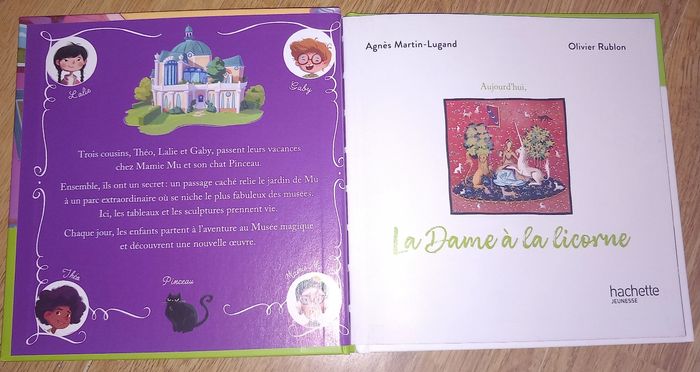 Lalie
Gaby
Trois cousins, Théo, Lalie et Gaby, passent leurs vacances
chez Mamie Mu et son chat Pinceau.
Ensemble, ils ont un secret : un passage caché relie le jardin de Mu
à un parc extraordinaire où se niche le plus fabuleux des musées.
Ici, les tableaux et les sculptures prennent vie.
Chaque jour, les enfants partent à l'aventure au Musée magique
et découvrent une nouvelle œuvre.
Théo
Pinceau
Agnès Martin-Lugand
Olivier Rublon
Aujourd'hui,
La Dame à la licorne
hachette
JEUNESSE